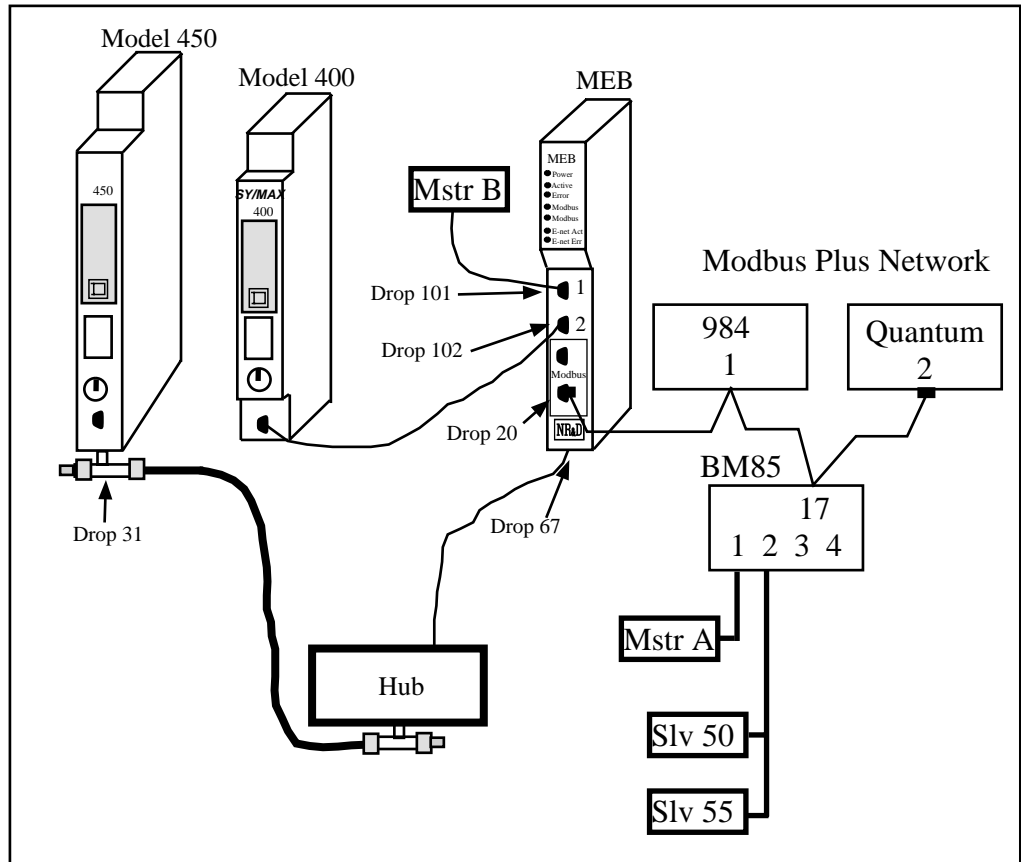 Model 450
Model 400
MEB
450
SY/MAX
400
MEB
Power
Active
Error
Modbus
Modbus
E-net Act
E-net Err
Mstr B
Drop 101
1
Drop 102
2
Modbus
Drop 20
NR&D
Drop 67
Modbus Plus Network
984
1
Quantum
2
BM85
17
1 2 3 4
Drop 31
Hub
Mstr A
Slv 50
Slv 55